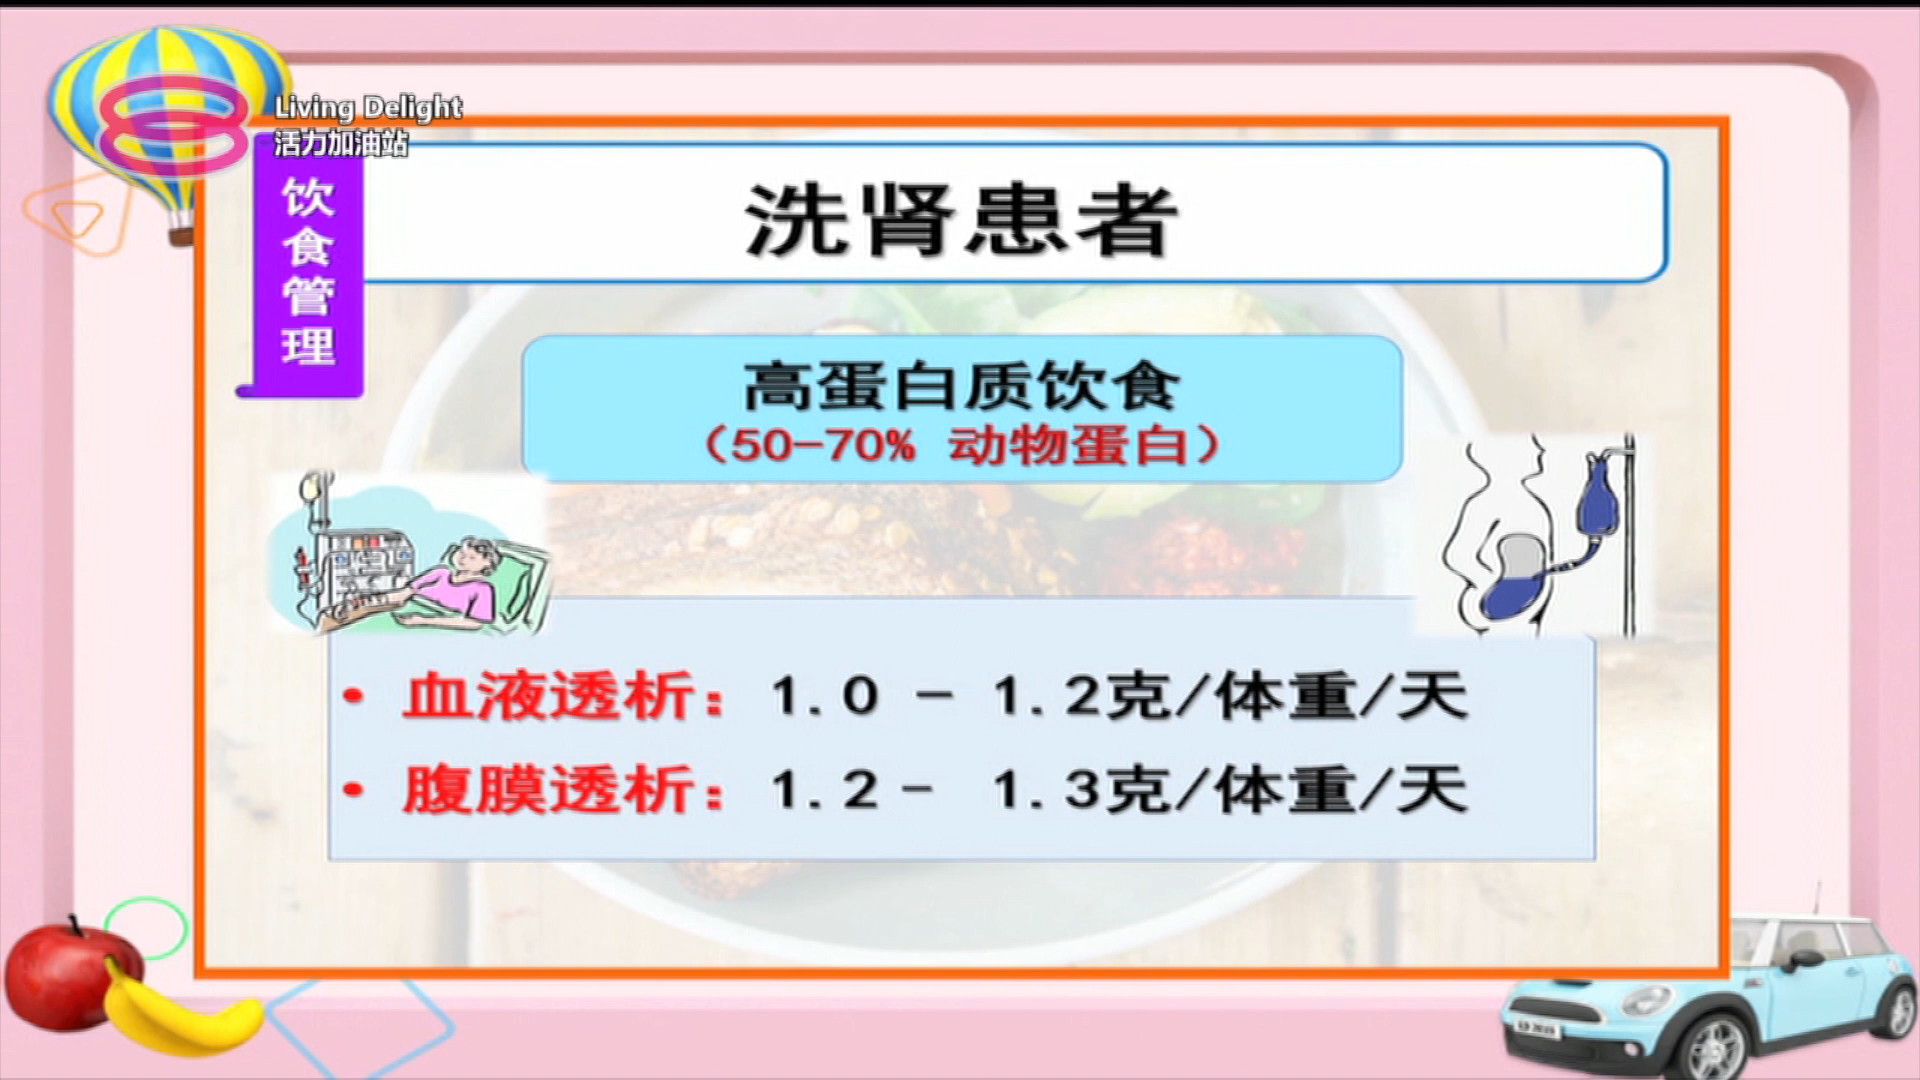 Living Delight
活力加油站
饮食管理
洗肾患者
高蛋白质饮食
（50-70% 动物蛋白）
• 血液透析：1.0 - 1.2克/体重/天
• 腹膜透析：1.2 - 1.3克/体重/天